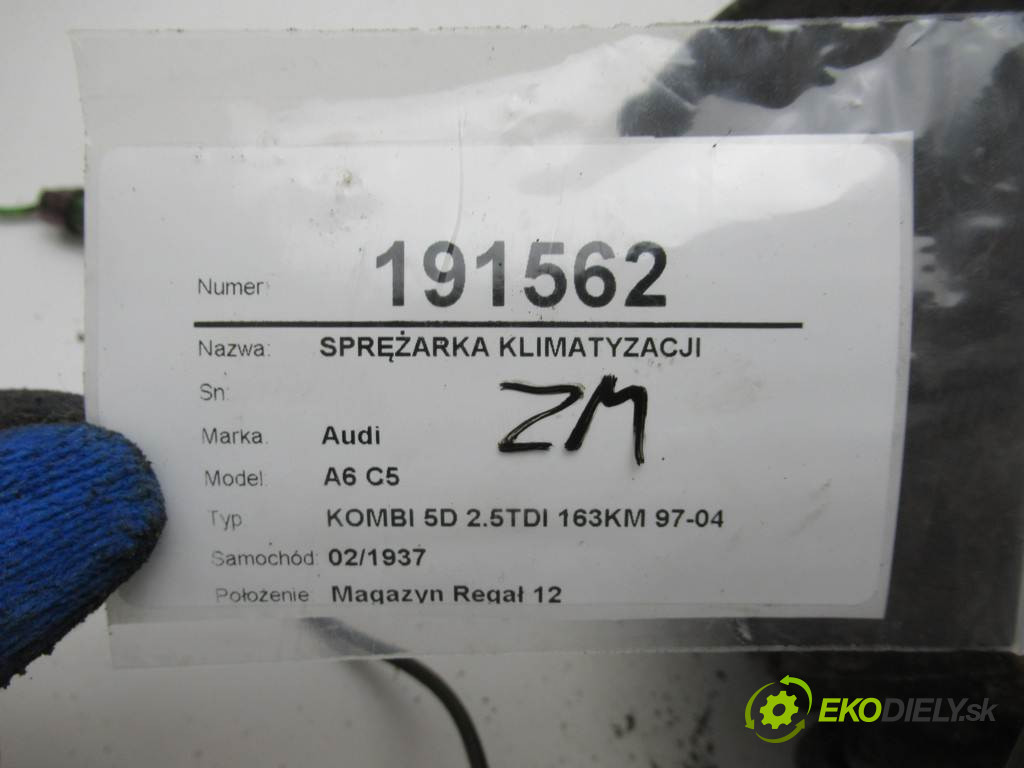 Numer: 191562
Nazwa: SPRĘŻARKA KLIMATYZACJI
Sn:
ZM
Marka: Audi
Model: A6 C5
Typ: KOMBI 5D 2.5TDI 163KM 97-04
Samochód: 02/1937
Położenie: Magazyn Regał 12
EKODIELY.sk